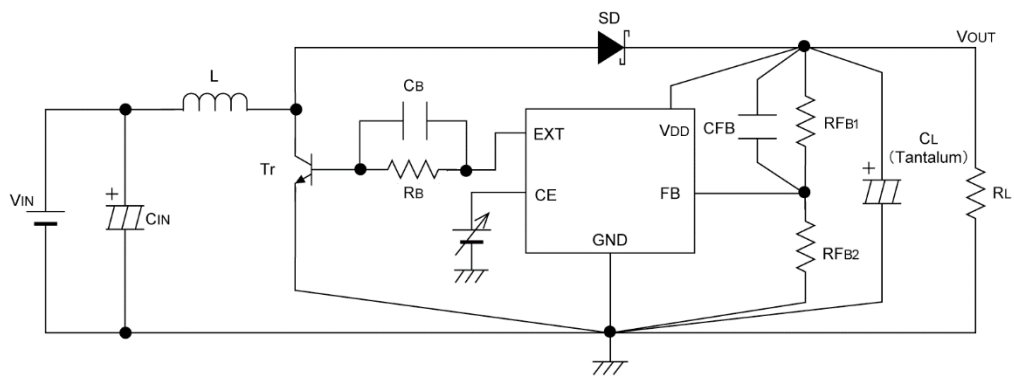 SD
VOUT
L
CB
EXT
VDD
CFB
RFB1
CL
(Tantalum)
Tr
RB
CE
FB
RL
VIN
+
CIN
+
GND
RFB2